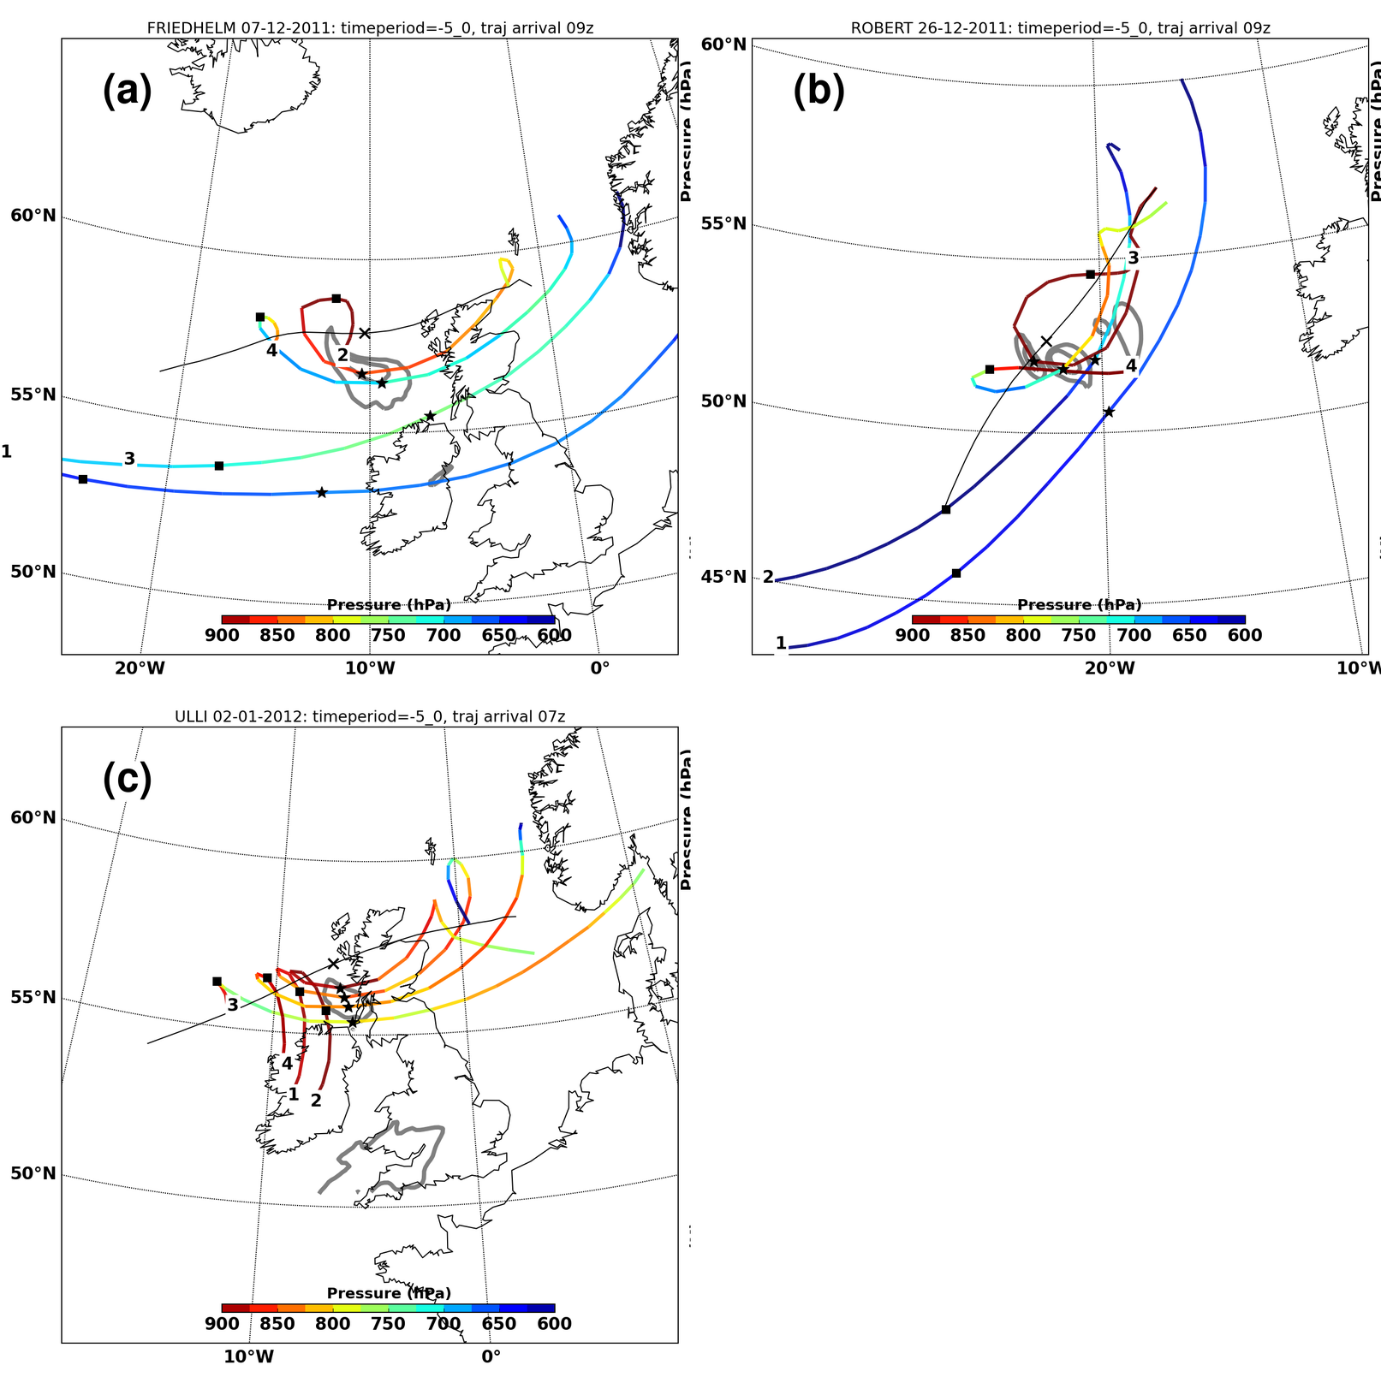 FRIEDHELM 07-12-2011: timeperiod=-5_0, traj arrival 09z
(a)
60°N
55°N
50°N
1
2
3
4
Pressure (hPa)
Pressure (hPa)
900 850 800 750 700 650 600
20°W 10°W 0°
ROBERT 26-12-2011: timeperiod=-5_0, traj arrival 09z
(b)
60°N
55°N
50°N
45°N
3
4
2
1
Pressure (hPa)
Pressure (hPa)
900 850 800 750 700 650 600
20°W 10°W
ULLI 02-01-2012: timeperiod=-5_0, traj arrival 07z
(c)
60°N
55°N
50°N
3
4
1
2
Pressure (hPa)
Pressure (hPa)
900 850 800 750 700 650 600
10°W 0°